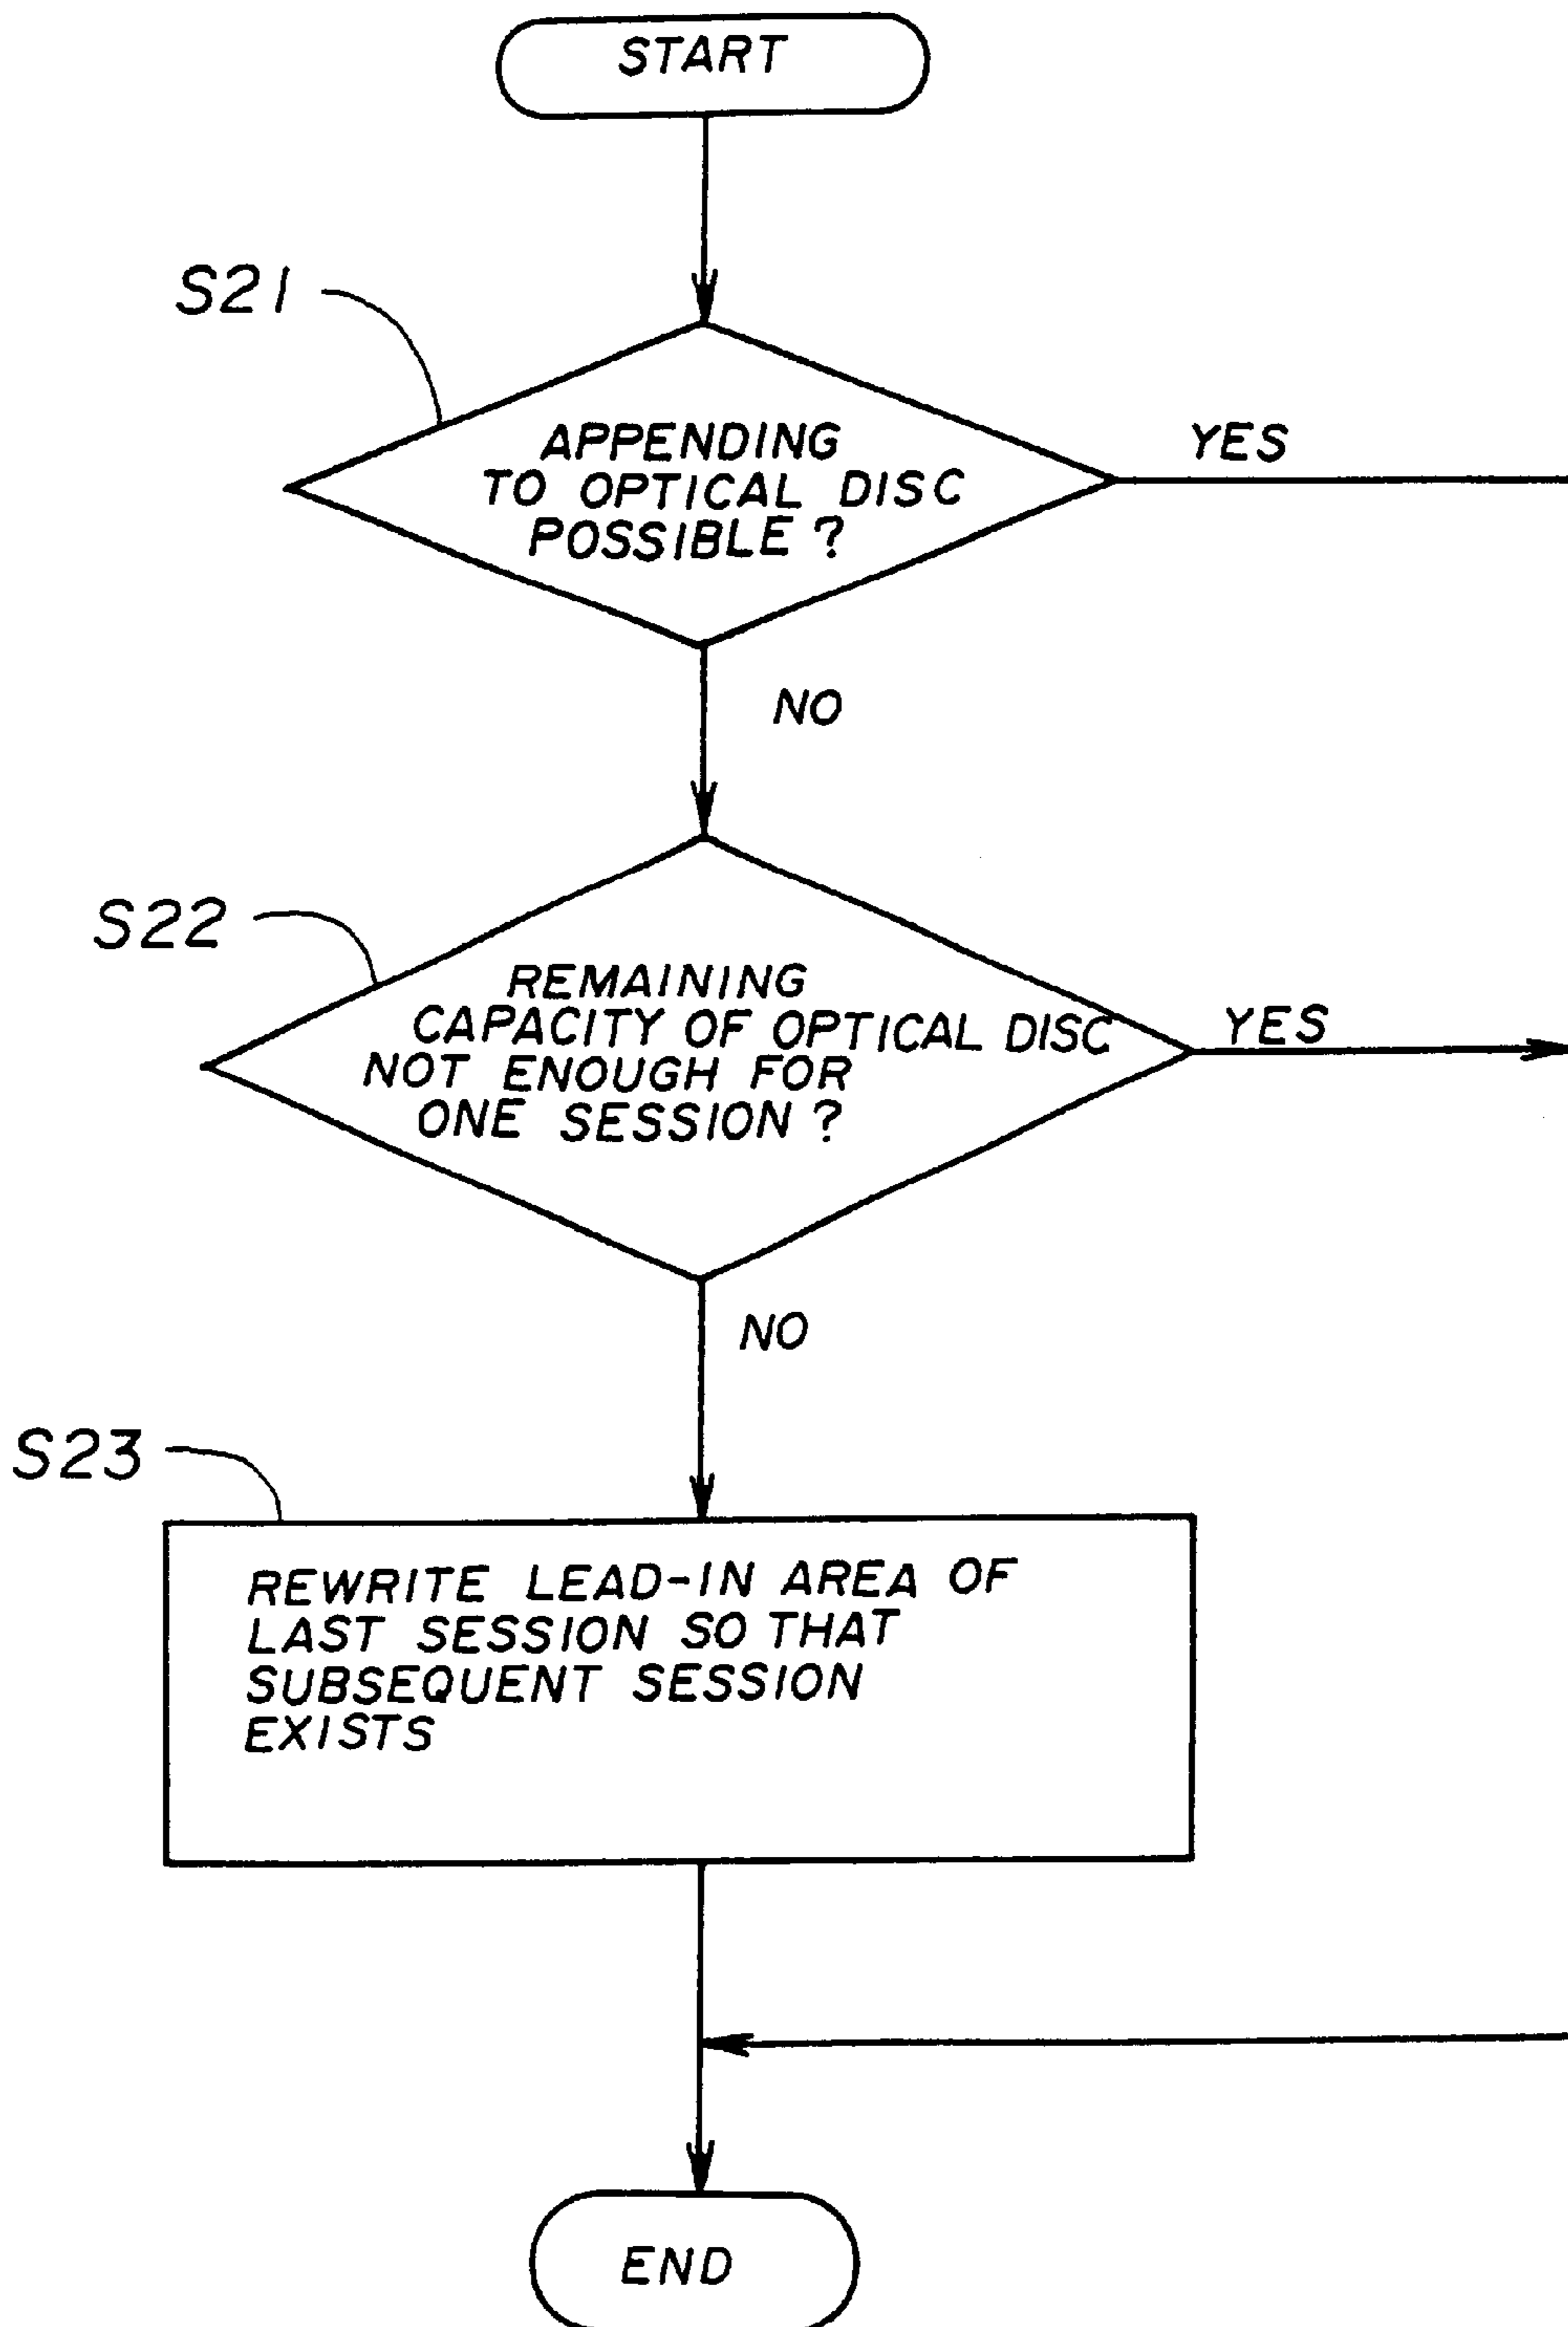 START
S21
APPENDING
TO OPTICAL DISC
POSSIBLE ?
YES
NO
S22
REMAINING
CAPACITY OF OPTICAL DISC
NOT ENOUGH FOR
ONE SESSION ?
YES
NO
S23
REWRITE LEAD-IN AREA OF
LAST SESSION SO THAT
SUBSEQUENT SESSION
EXISTS
END